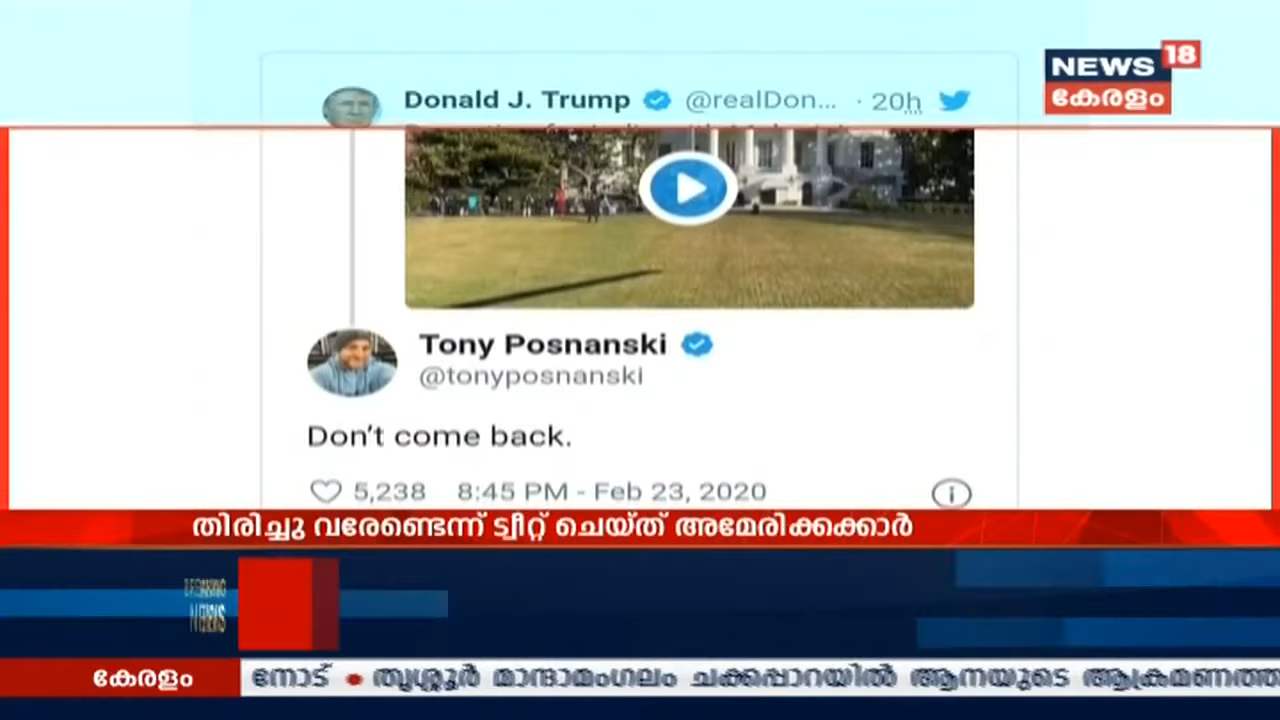 NEWS 18
കേരളം
Donald J. Trump @realDon... · 20h
Tony Posnanski
@tonyposnanski
Don't come back.
5,238 8:45 PM - Feb 23, 2020
തിരിച്ചു വരേണ്ടെന്ന് ട്വീറ്റ് ചെയ്ത് അമേരിക്കക്കാർ
NEWS
കേരളം നോട് • തൃശ്ശൂർ മാന്ദാമംഗലം ചക്കപ്പാറയിൽ ആനയുടെ ആക്രമണത്ത